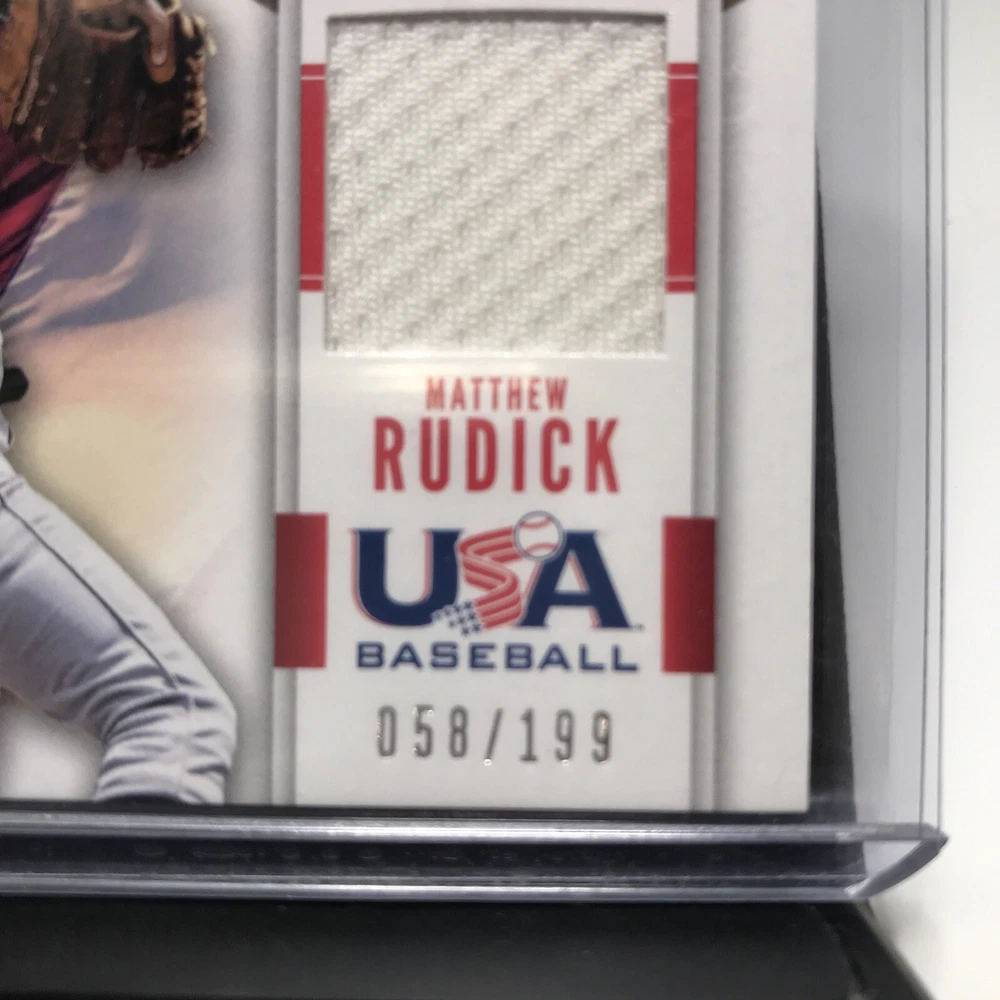 MATTHEW
RUDICK
USA
BASEBALL
058/199